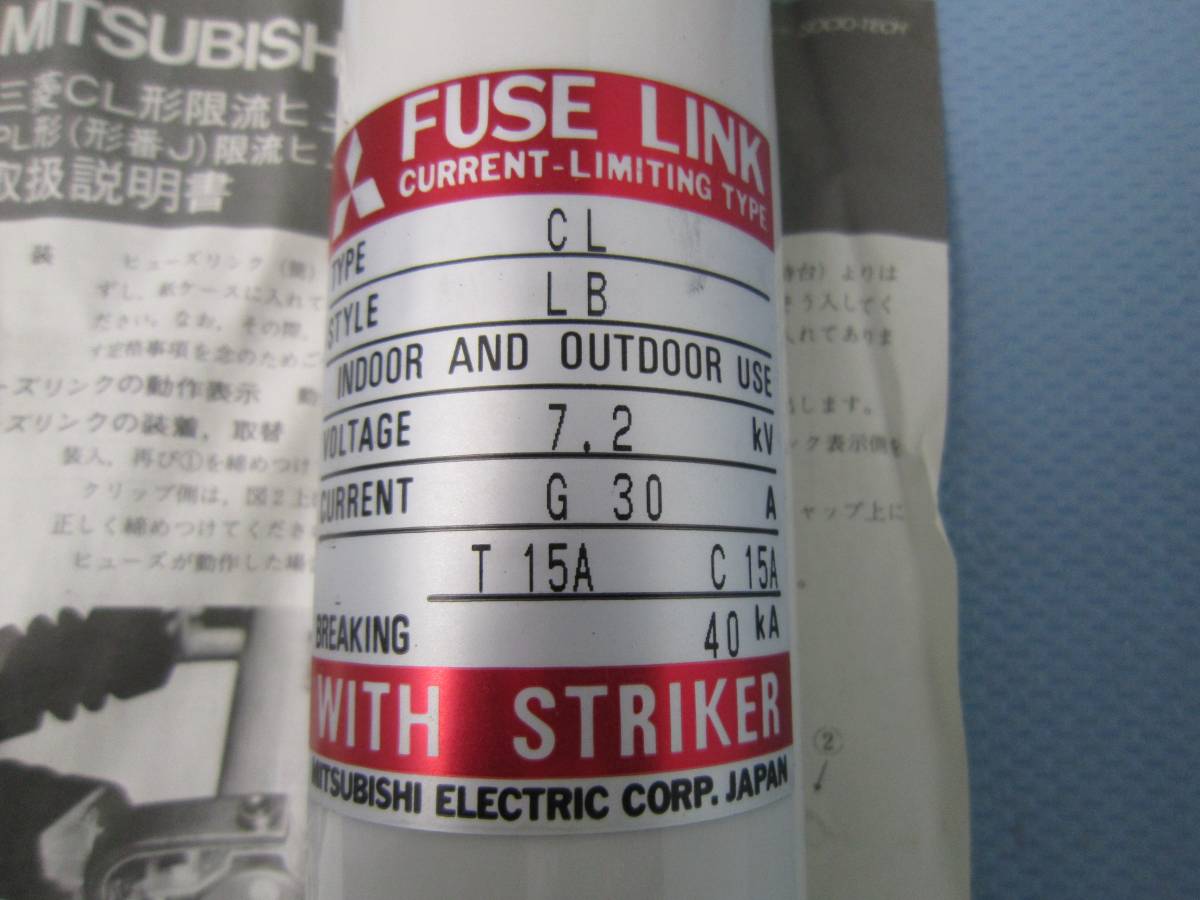 MITSUBISH
SOCIO-TECH
三菱CL形限流ヒュ
PL形(形番-J)限流ヒ
取扱説明書
FUSE LINK
CURRENT-LIMITING TYPE
TYPE CL
STYLE LB
INDOOR AND OUTDOOR USE
VOLTAGE 7.2 kV
CURRENT G 30 A
T 15A C 15A
BREAKING 40 kA
WITH STRIKER
MITSUBISHI ELECTRIC CORP. JAPAN
装 ヒューズリンク(筒)
ずし、紙ケースに入れて
ださい。なお、その際、
事項を念のためご
ーズリンクの動作表示 動
ーズリンクの装着，取替
装入，再び①を締めつけ
クリップ側は，図2上
正しく締めつけてくださ
ヒューズが動作した場
よりは
う入してく
入れてありま
します。
ック表示側を
ャップ上に
②